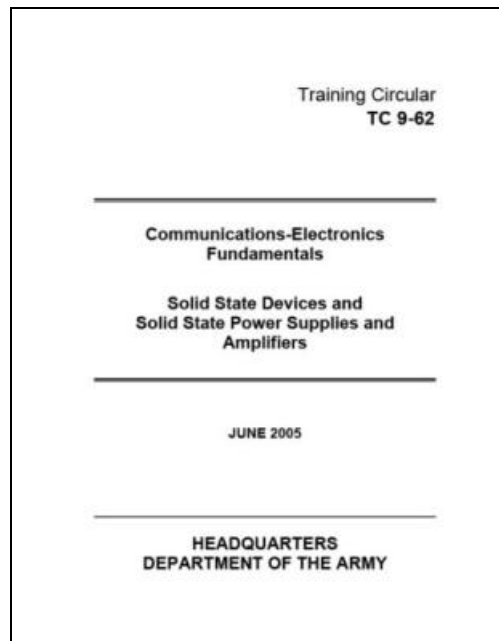 Training Circular
TC 9-62
Communications-Electronics
Fundamentals
Solid State Devices and
Solid State Power Supplies and
Amplifiers
JUNE 2005
HEADQUARTERS
DEPARTMENT OF THE ARMY